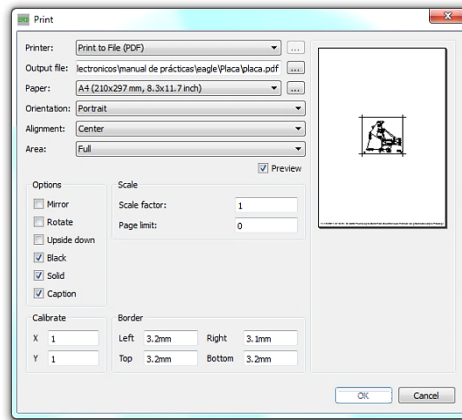 Print
Printer: Print to File (PDF) ...
Output file: lectronicos\manual de prácticas\eagle\Placa\placa.pdf ...
Paper: A4 (210x297 mm, 8.3x11.7 inch) ...
Orientation: Portrait
Alignment: Center
Area: Full
Preview
Options
Mirror
Rotate
Upside down
Black
Solid
Caption
Scale
Scale factor: 1
Page limit: 0
Calibrate
X 1
Y 1
Border
Left 3.2mm Right 3.1mm
Top 3.2mm Bottom 3.2mm
OK Cancel